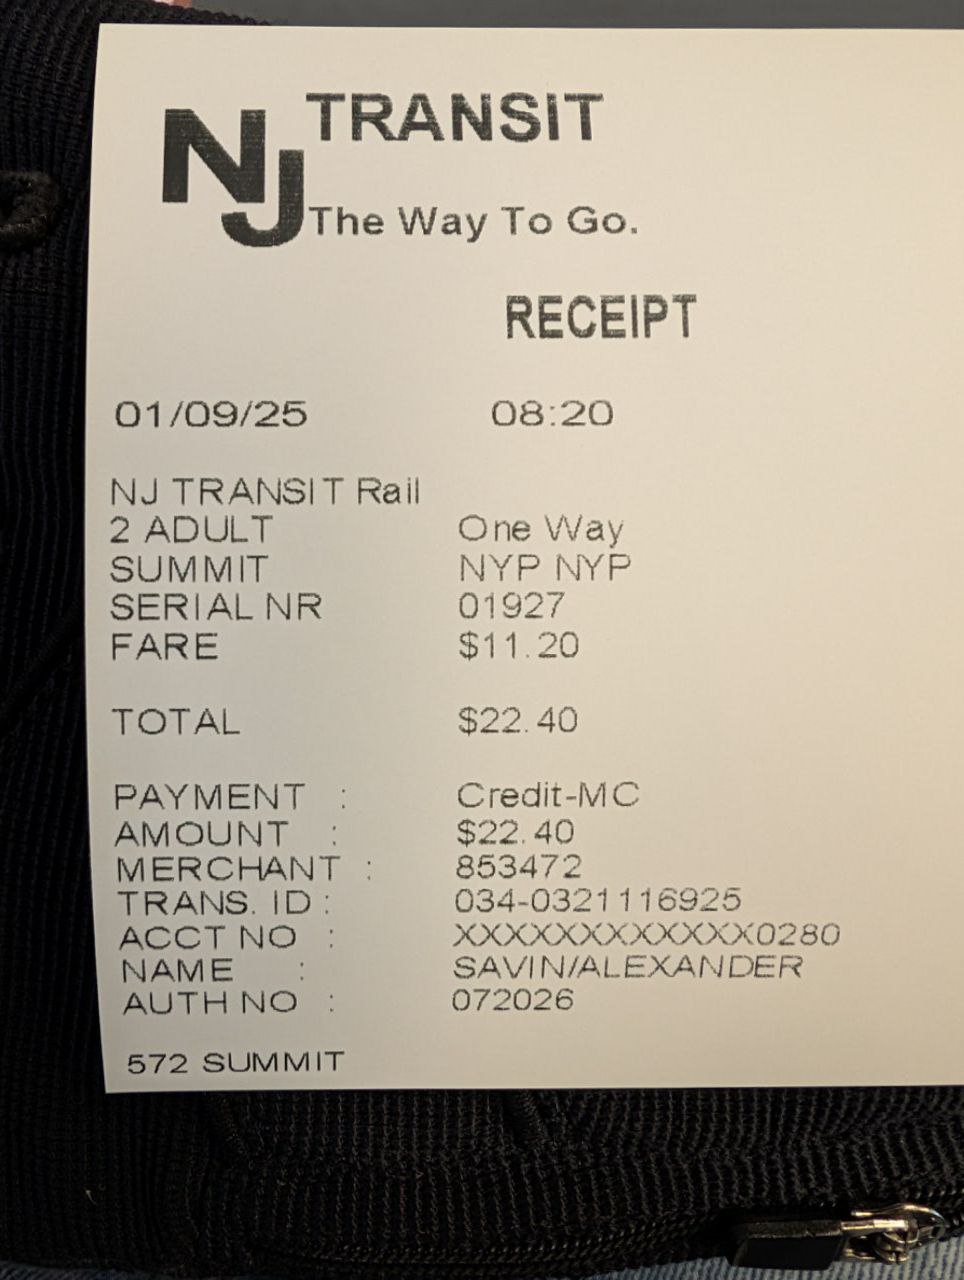 NJ TRANSIT
The Way To Go.
RECEIPT
01/09/25 08:20
NJ TRANSIT Rail
2 ADULT One Way
SUMMIT NYP NYP
SERIAL NR 01927
FARE $11.20
TOTAL $22.40
PAYMENT : Credit-MC
AMOUNT : $22.40
MERCHANT : 853472
TRANS. ID : 034-0321116925
ACCT NO : XXXXXXXXXXXX0280
NAME : SAVIN/ALEXANDER
AUTH NO : 072026
572 SUMMIT